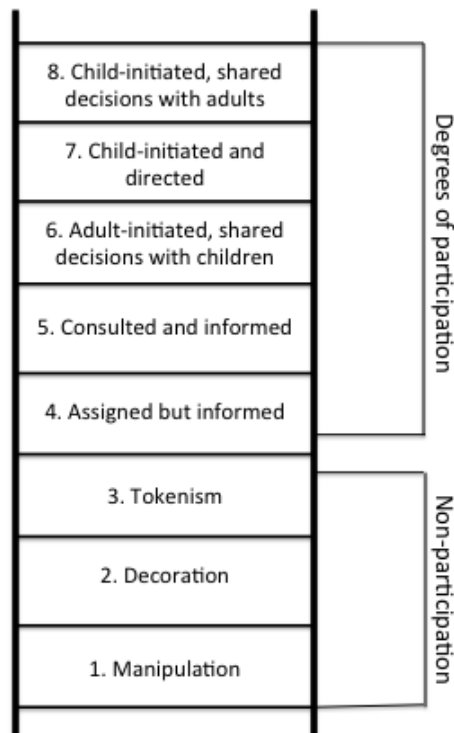 8. Child-initiated, shared
decisions with adults
7. Child-initiated and
directed
6. Adult-initiated, shared
decisions with children
5. Consulted and informed
4. Assigned but informed
3. Tokenism
2. Decoration
1. Manipulation
Degrees of participation
Non-participation